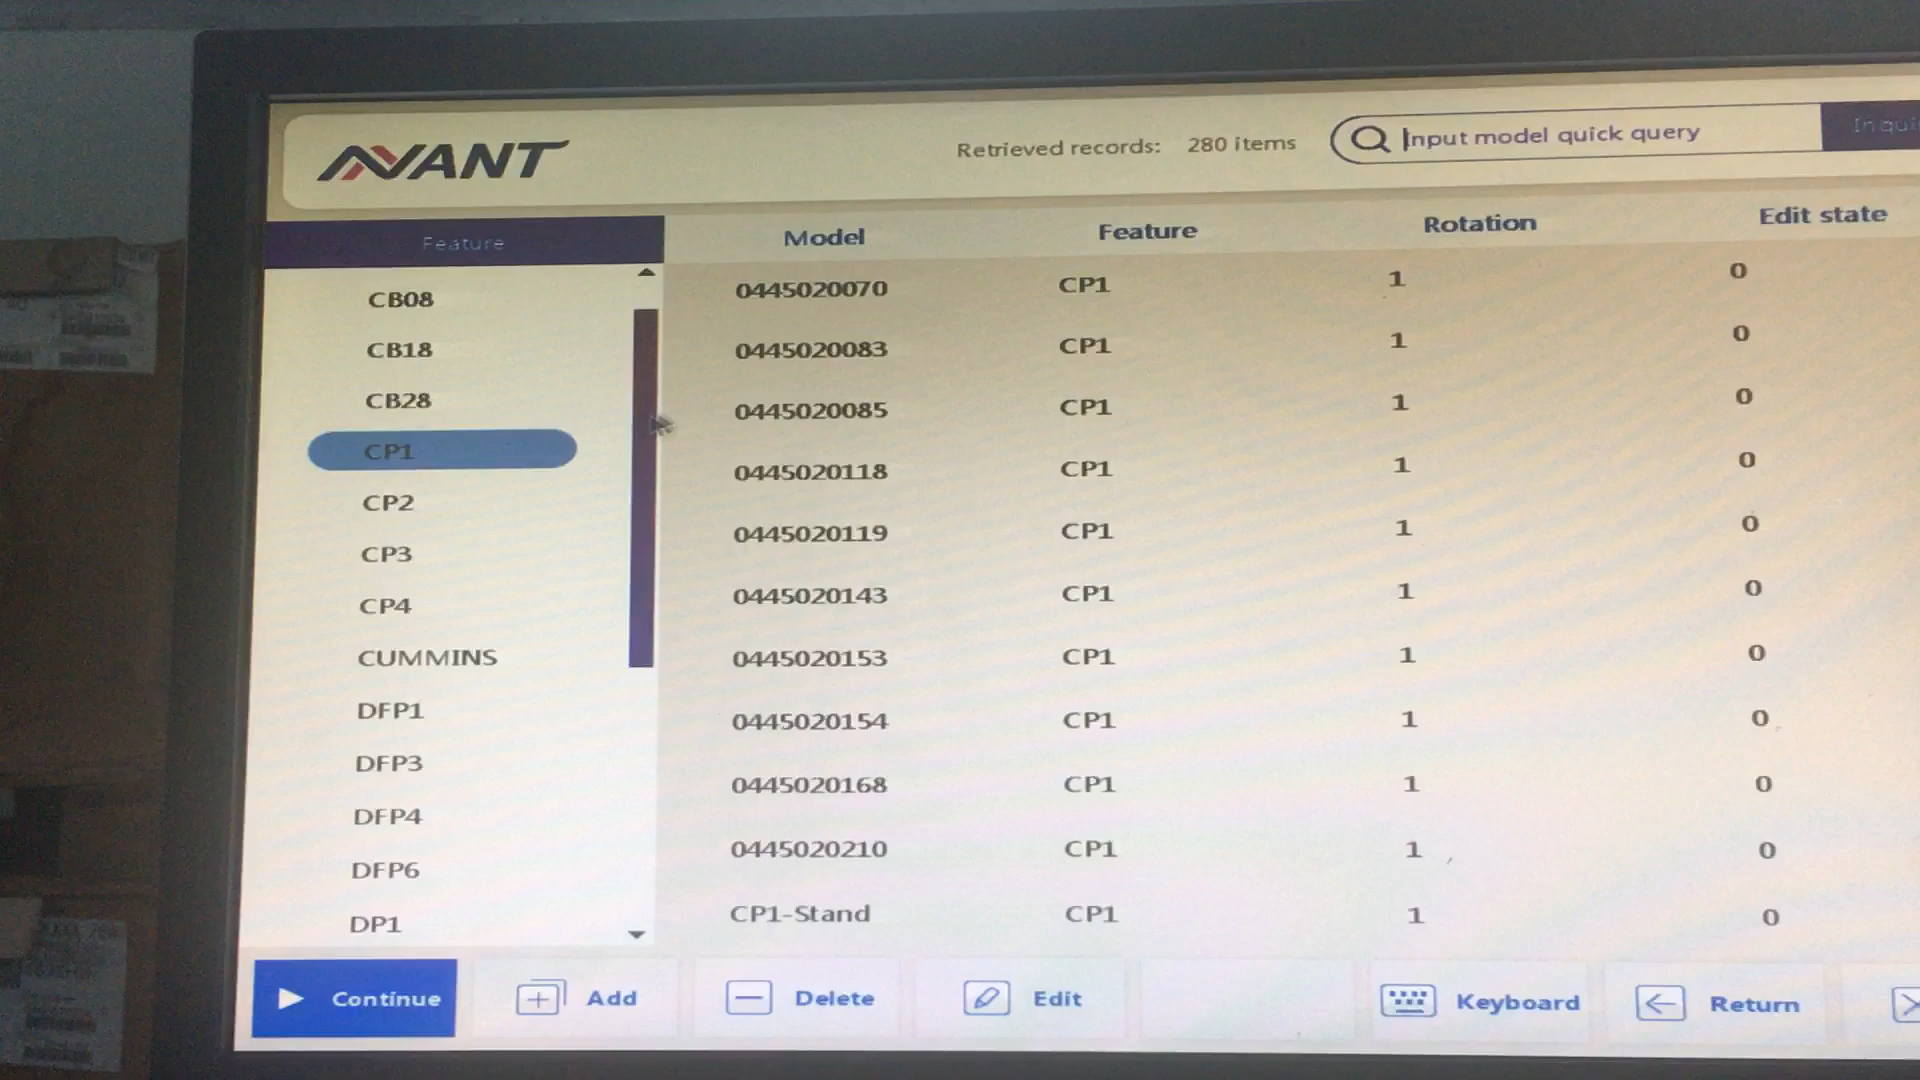 AVANT
Retrieved records: 280 items
Input model quick query
Feature
Model Feature Rotation Edit state
CB08
CB18
CB28
CP1
CP2
CP3
CP4
CUMMINS
DFP1
DFP3
DFP4
DFP6
DP1
0445020070 CP1 1 0
0445020083 CP1 1 0
0445020085 CP1 1 0
0445020118 CP1 1 0
0445020119 CP1 1 0
0445020143 CP1 1 0
0445020153 CP1 1 0
0445020154 CP1 1 0
0445020168 CP1 1 0
0445020210 CP1 1 0
CP1-Stand CP1 1 0
Continue Add Delete Edit Keyboard Return